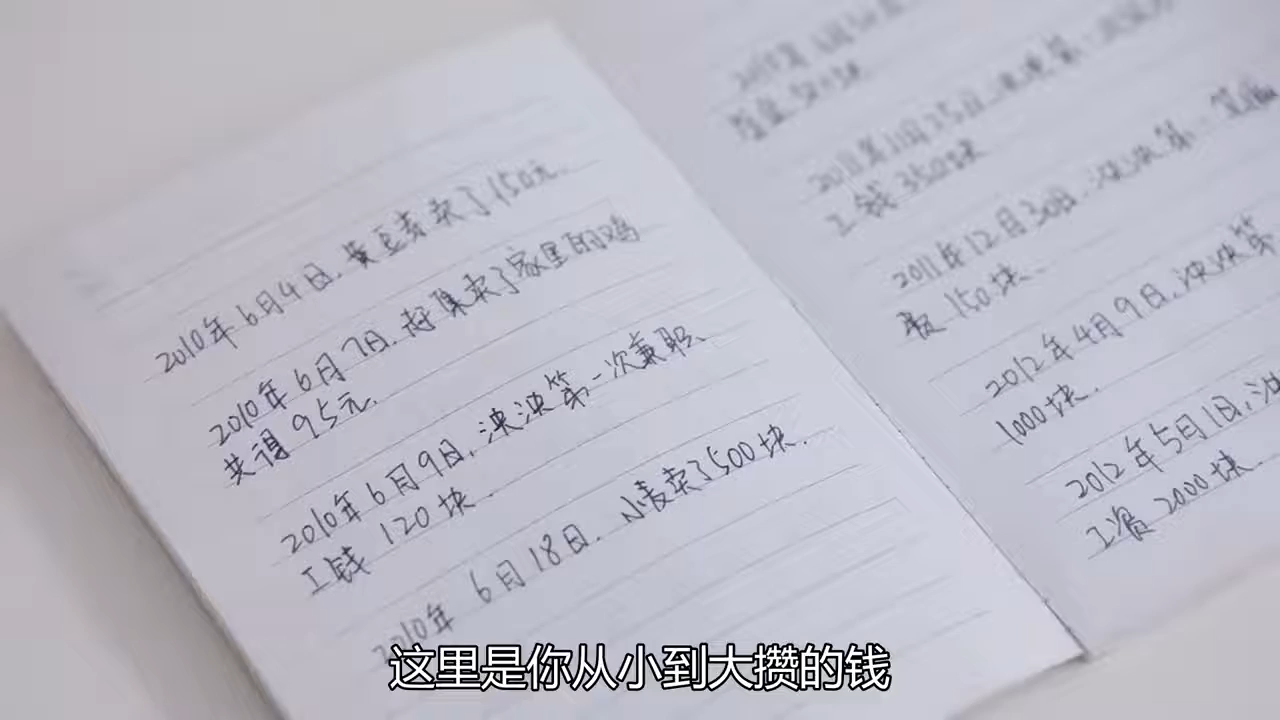 2010年6月4日，黄豆卖了150元.
2010年6月7日，赶集卖了家里的鸡
共得95元.
2010年6月9日，泱泱第一次兼职
工钱 120块.
2010年 6月18日. 小麦卖了500块.
2011年11月25日，泱泱第一次
工钱350块
2011年12月30日，泱泱第一笔稿
费150块.
2012年4月9日，泱泱第
1000块.
2012年5月1日，泱
工资2000块.
这里是你从小到大攒的钱